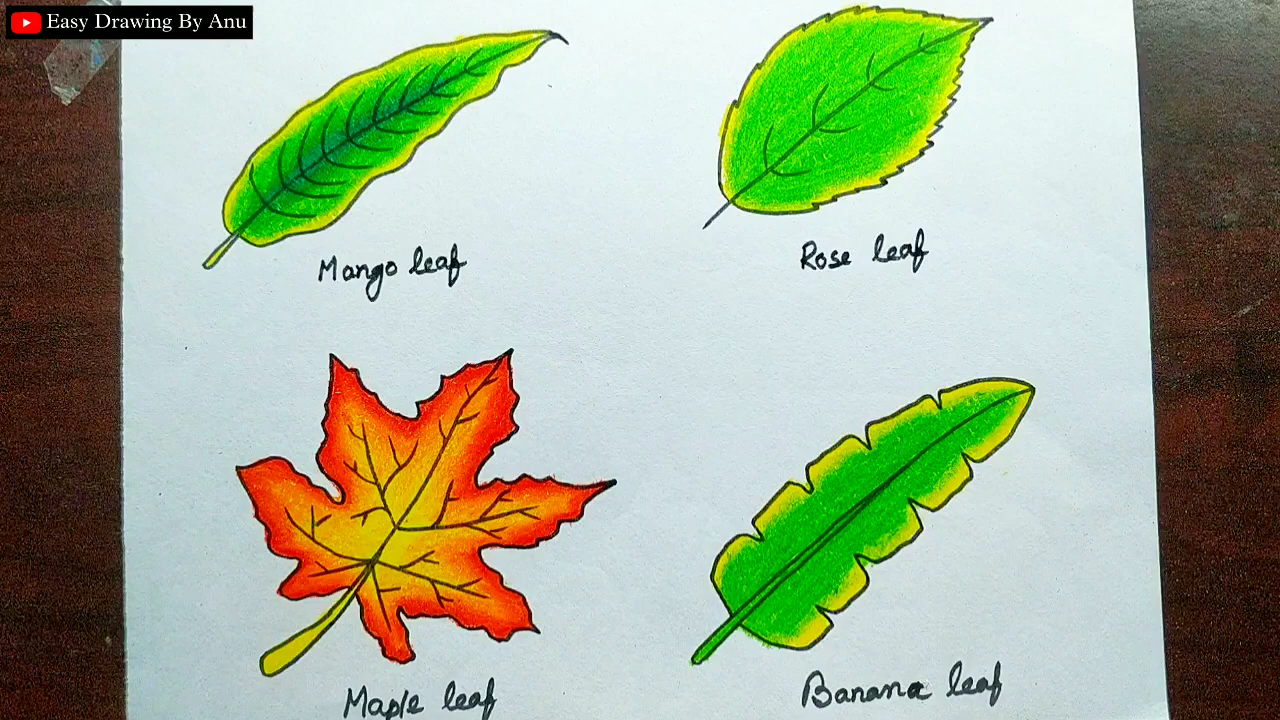 Easy Drawing By Anu
Mango leaf
Rose leaf
Maple leaf
Banana leaf